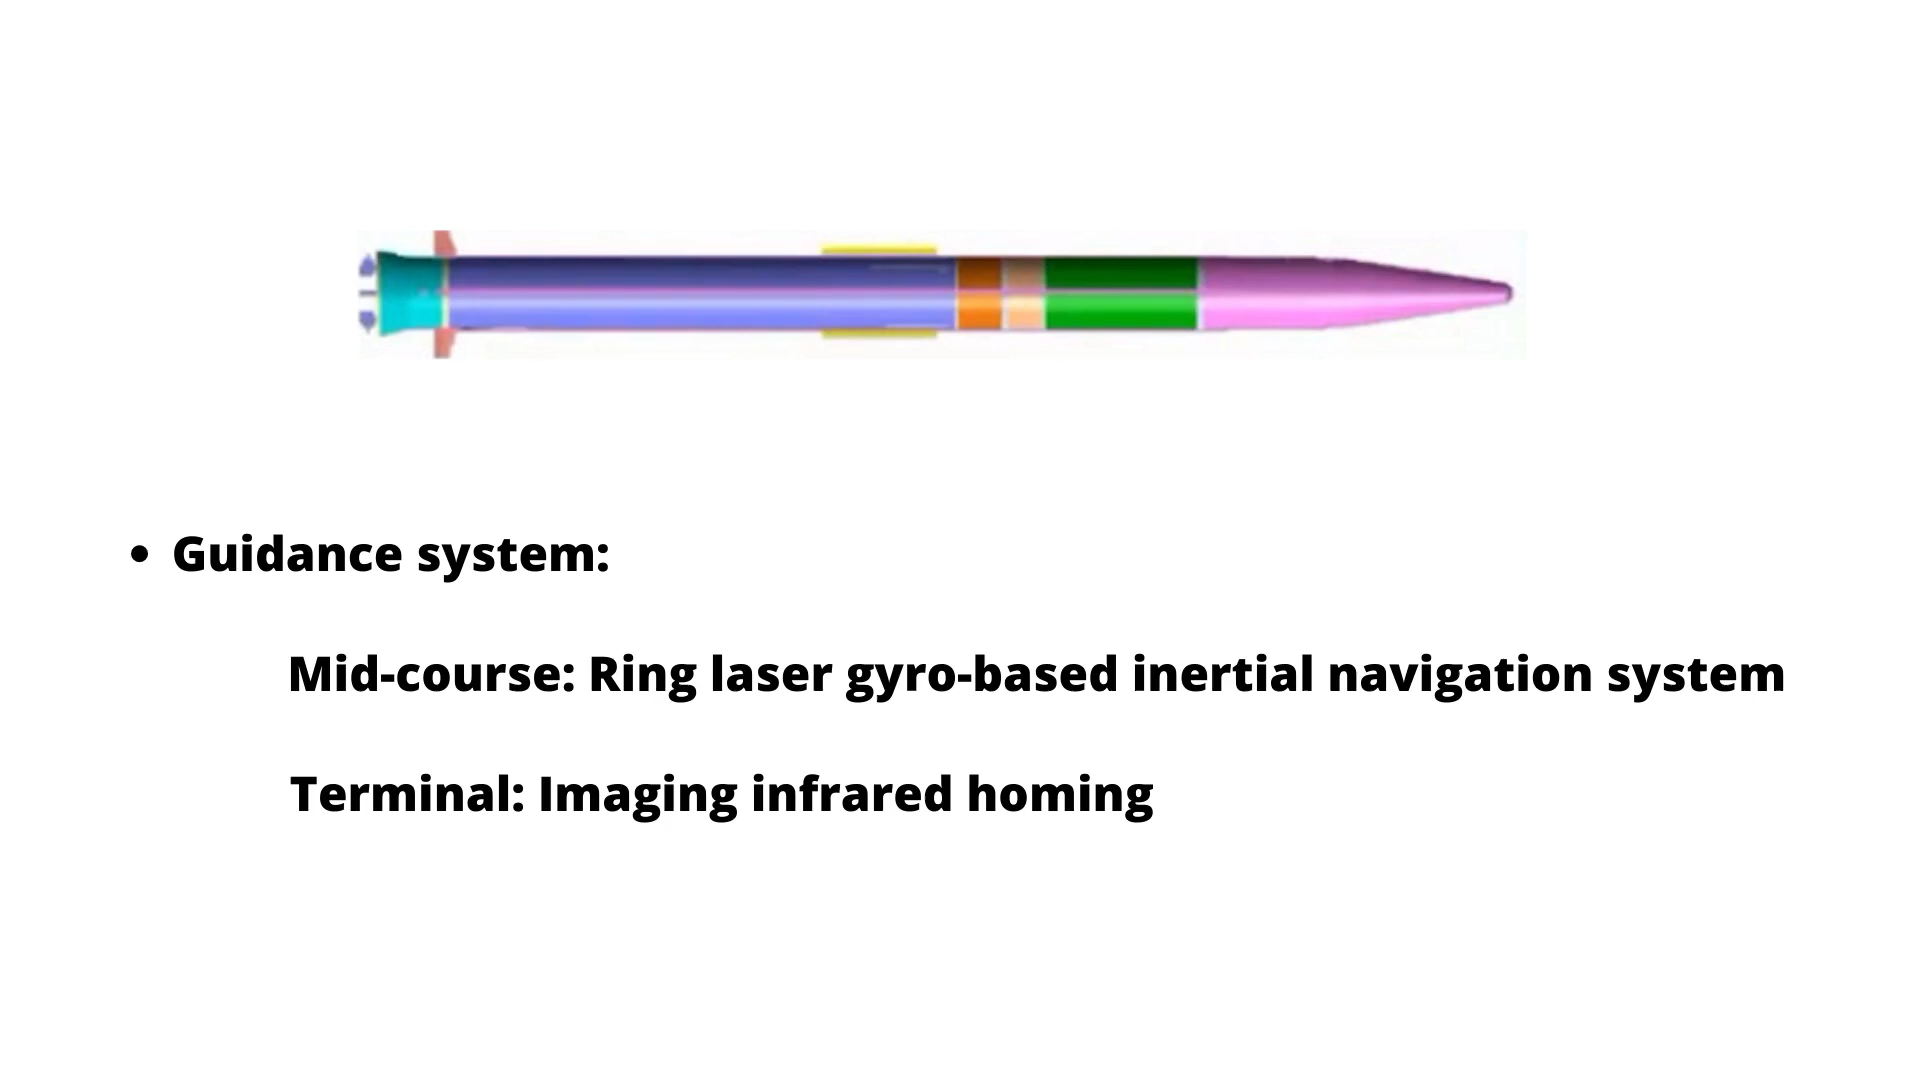 • Guidance system:
Mid-course: Ring laser gyro-based inertial navigation system
Terminal: Imaging infrared homing